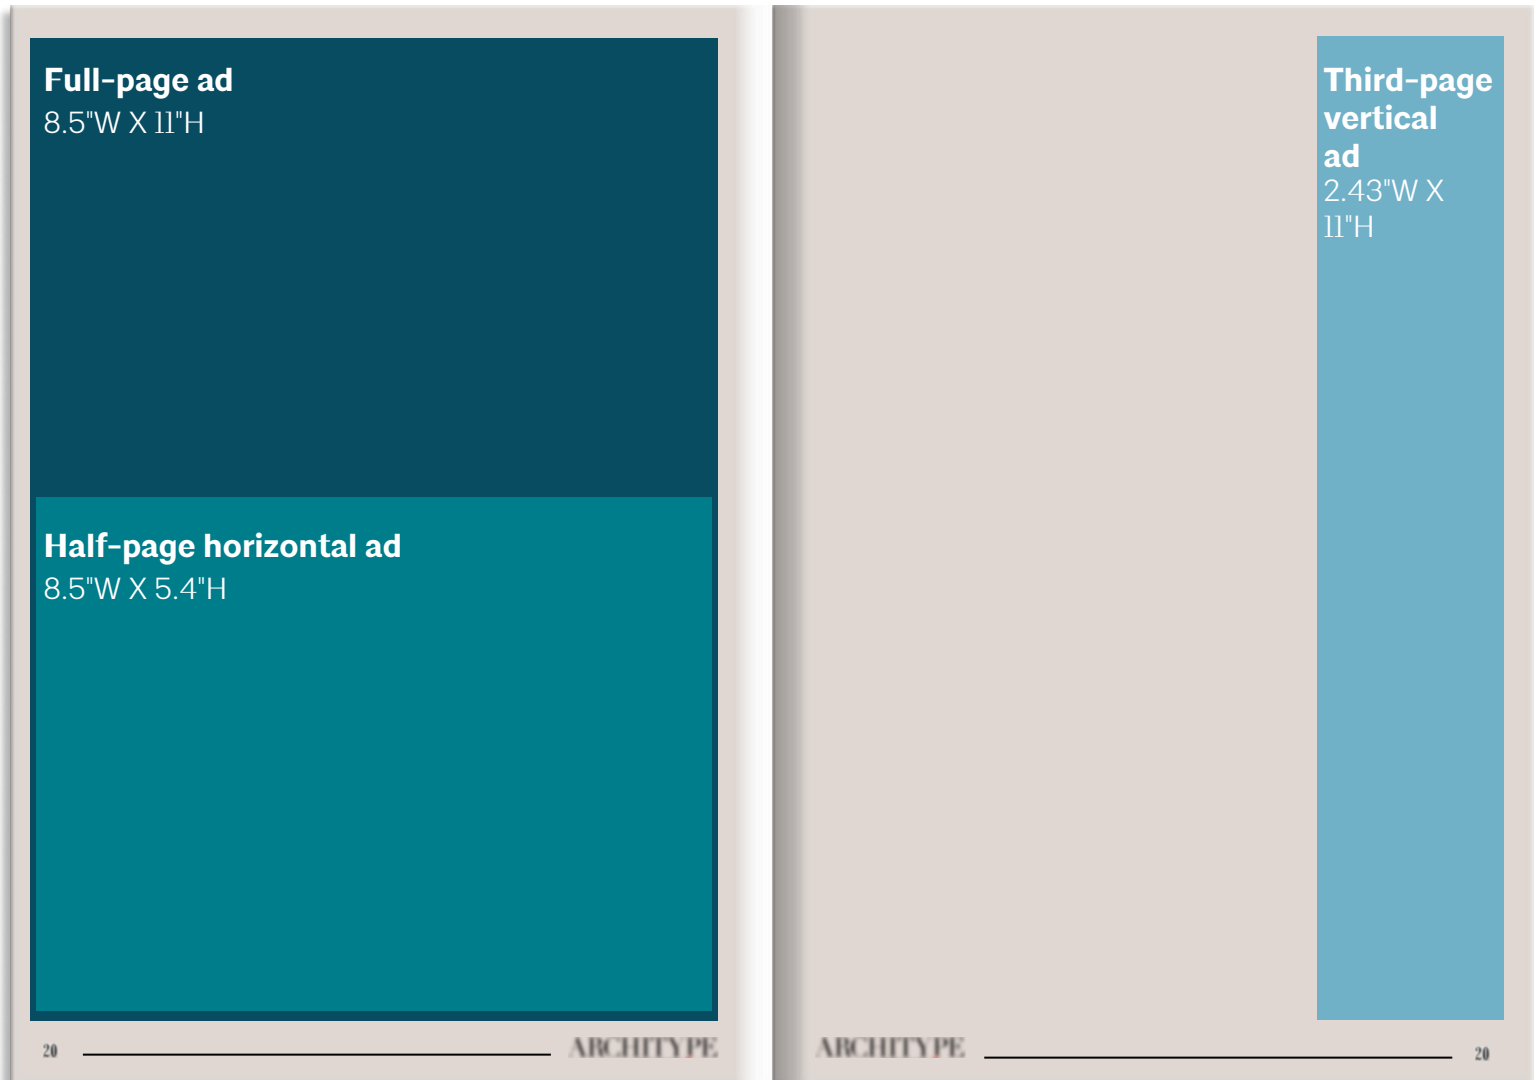 Full-page ad
8.5"W X 11"H
Half-page horizontal ad
8.5"W X 5.4"H
20
ARCHITYPE
Third-page
vertical
ad
2.43"W X
11"H
ARCHITYPE
20